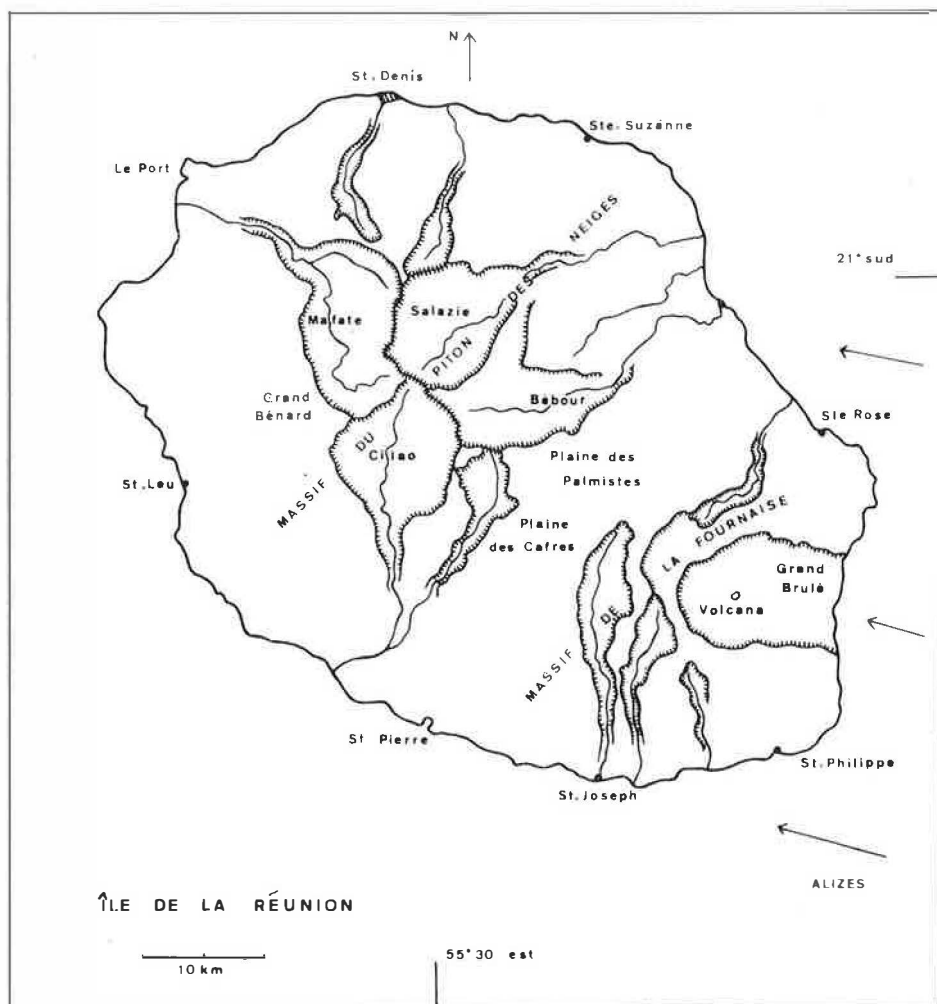 N
St. Denis
Ste. Suzanne
Le Port
NEIGES
21° sud
DES
Mafate
Salazie
PITON
Grand
Bénard
Bébour
Ste Rose
DU
Cilao
Plaine des
Palmistes
St. Leu
MASSIF
Plaine
des Cafres
LA FOURNAISE
Grand
Brulé
Volcana
DE
MASSIF
St Pierre
St. Philippe
St. Joseph
ALIZES
ÎLE DE LA RÉUNION
10 km
55° 30 est